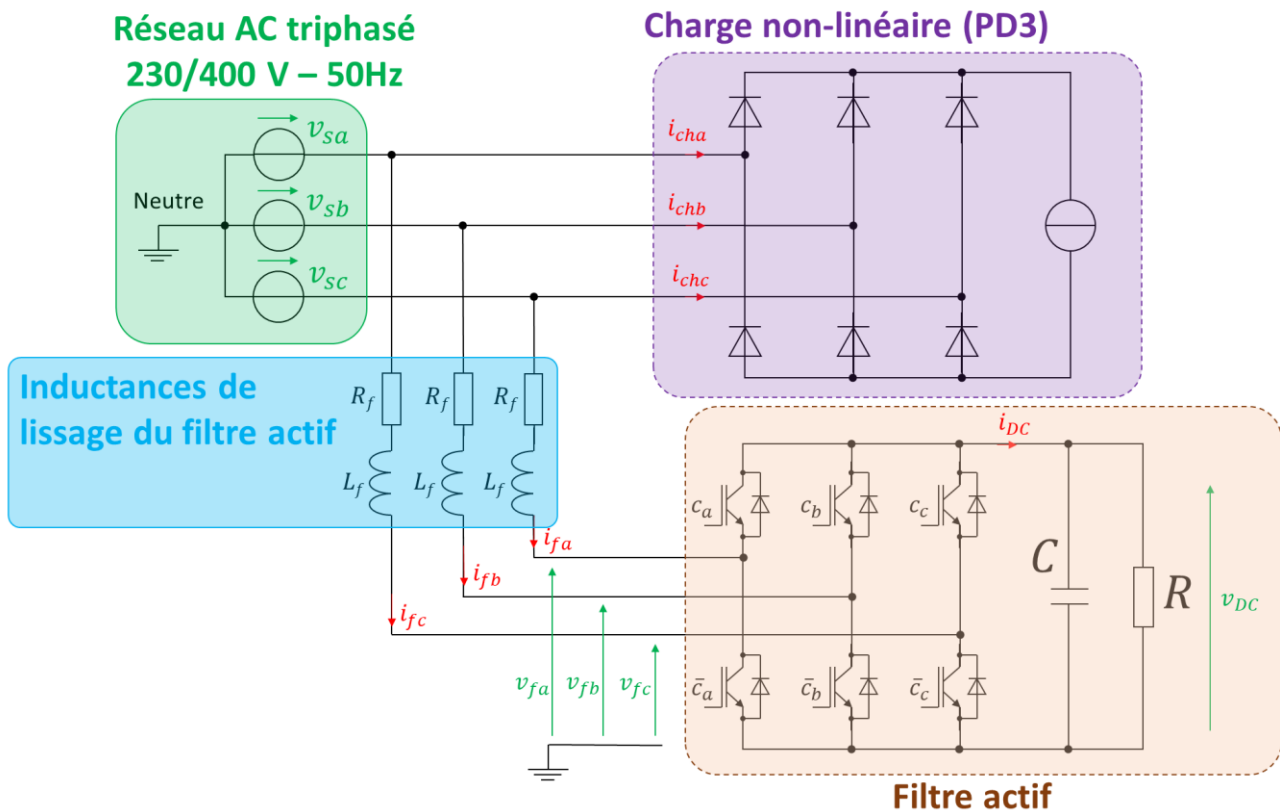 Réseau AC triphasé
230/400 V – 50Hz
Charge non-linéaire (PD3)
v_sa
Neutre
v_sb
v_sc
i_cha
i_chb
i_chc
Inductances de
lissage du filtre actif
R_f R_f R_f
L_f L_f L_f
i_fa
i_fb
i_fc
v_fa v_fb v_fc
i_DC
c_a c_b c_c
C R v_DC
c̄_a c̄_b c̄_c
Filtre actif